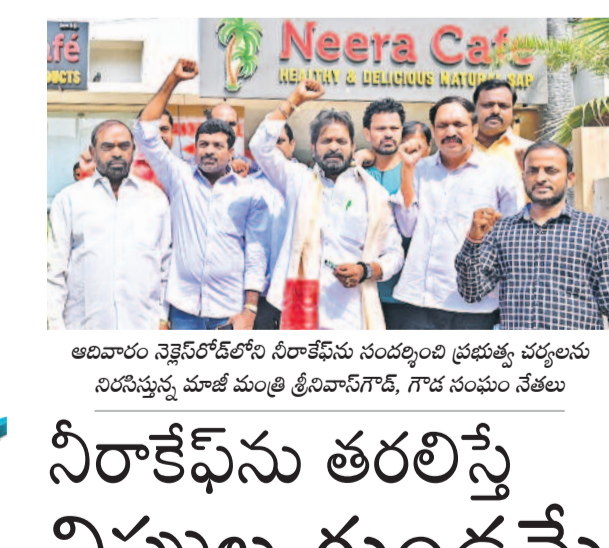 Neera Cafe
afé
HEALTHY & DELICIOUS NATURAL SAP
ఆదివారం నెక్లెస్‌రోడ్‌లోని నీరాకేఫ్‌ను సందర్శించి ప్రభుత్వ చర్యలను
నిరసిస్తున్న మాజీ మంత్రి శ్రీనివాస్‌గౌడ్, గౌడ సంఘం నేతలు
నీరాకేఫ్‌ను తరలిస్తే